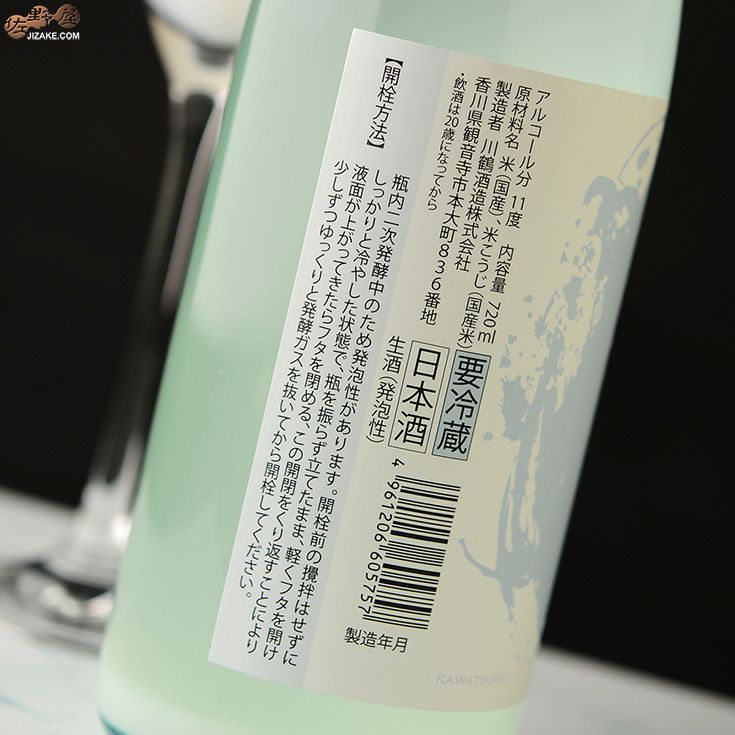 佐野屋
JIZAKE.COM
アルコール分 11度 内容量 720ml
原材料名 米(国産)、米こうじ(国産米)
製造者 川鶴酒造株式会社
香川県観音寺市本大町836番地
・飲酒は20歳になってから
要冷蔵
日本酒
生酒(発泡性)
【開栓方法】
瓶内二次発酵中のため発泡性があります。開栓前の攪拌はせずに
しっかりと冷やした状態で、瓶を振らず立てたまま、軽くフタを開け
液面が上がってきたらフタを閉める、この開閉をくり返すことにより
少しずつゆっくりと発酵ガスを抜いてから開栓してください。
4 961206 605757
製造年月
KAWATSURU